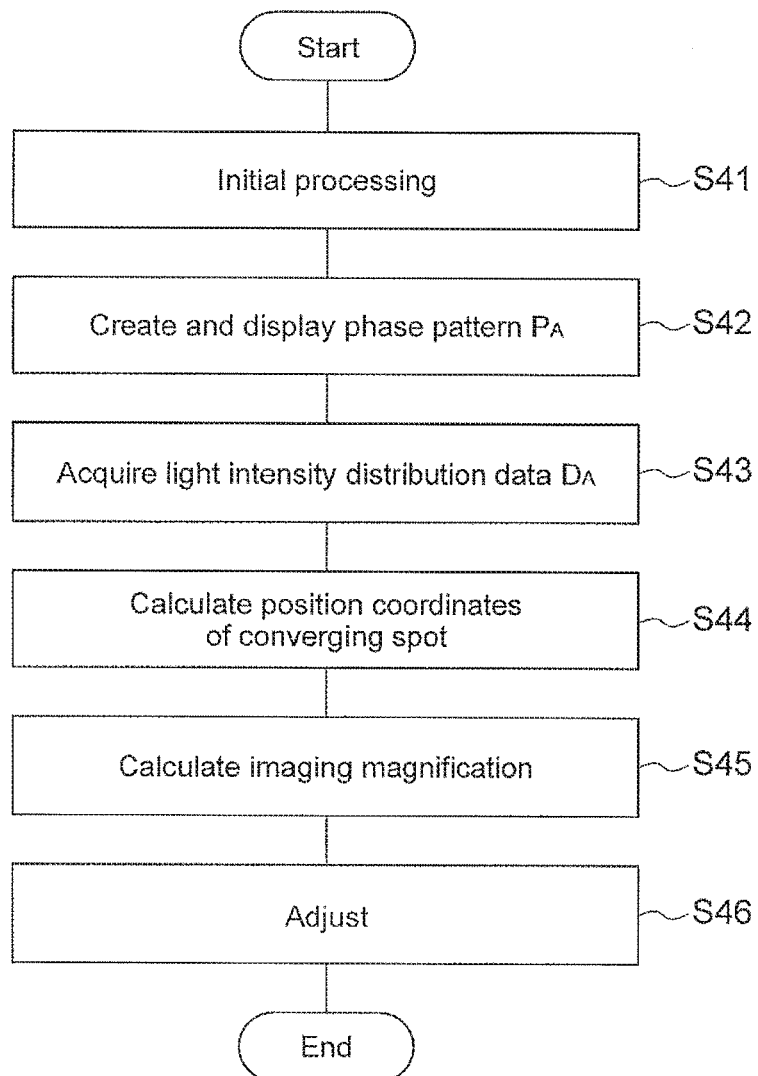 Start
Initial processing
S41
Create and display phase pattern PA
S42
Acquire light intensity distribution data DA
S43
Calculate position coordinates
of converging spot
S44
Calculate imaging magnification
S45
Adjust
S46
End